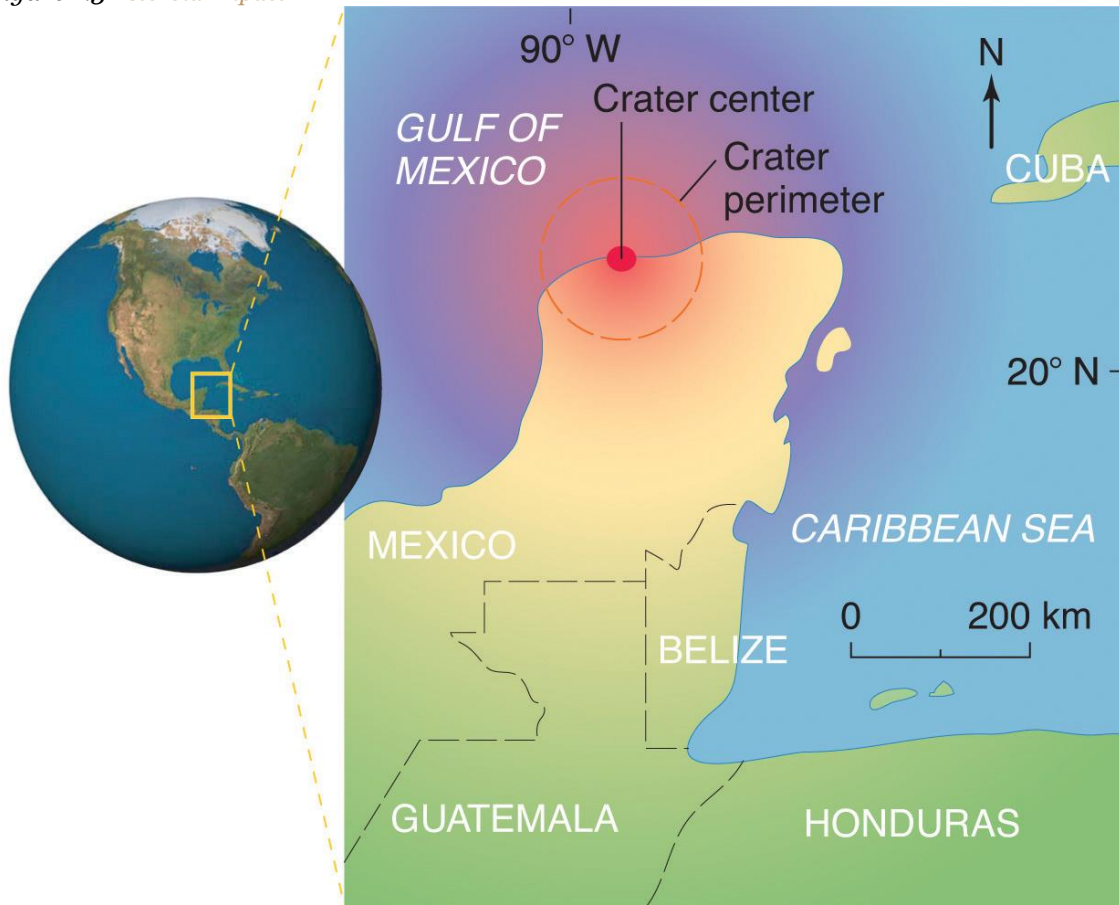 90° W
N
Crater center
GULF OF
MEXICO
Crater
perimeter
CUBA
20° N
MEXICO
CARIBBEAN SEA
0 200 km
BELIZE
GUATEMALA
HONDURAS